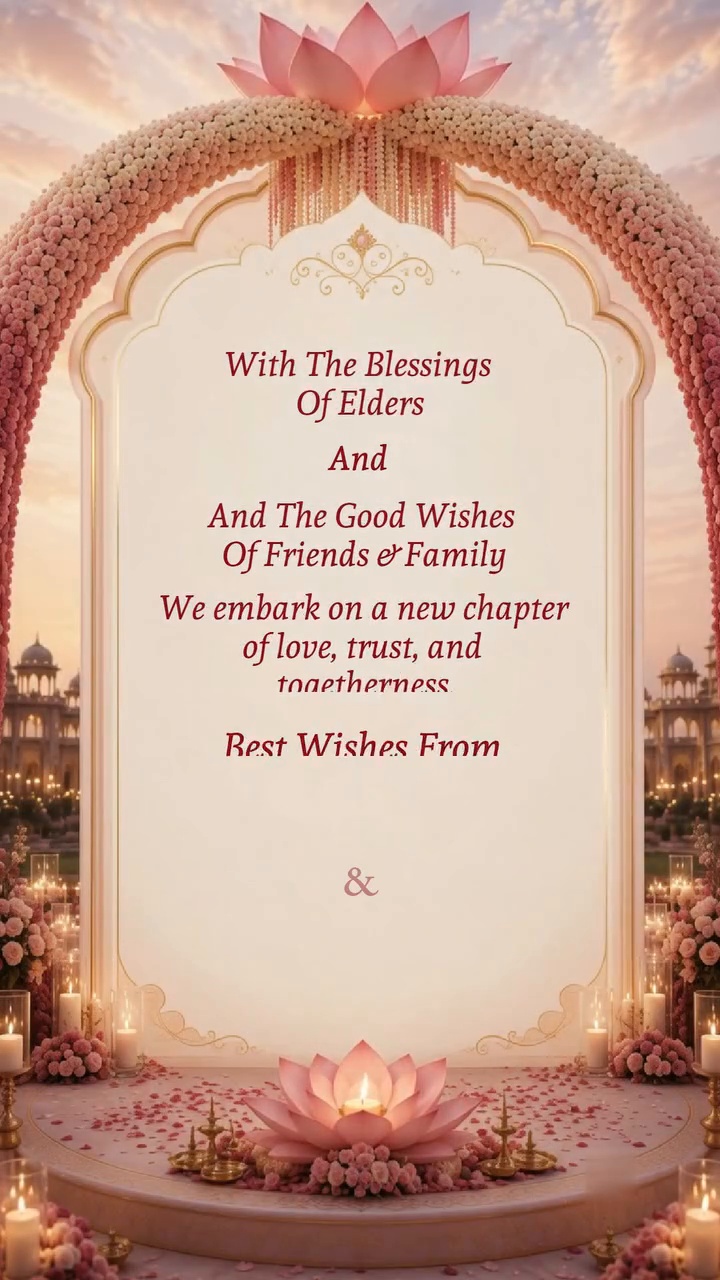 With The Blessings
Of Elders
And
And The Good Wishes
Of Friends & Family
We embark on a new chapter
of love, trust, and
togetherness
Best Wishes From
&